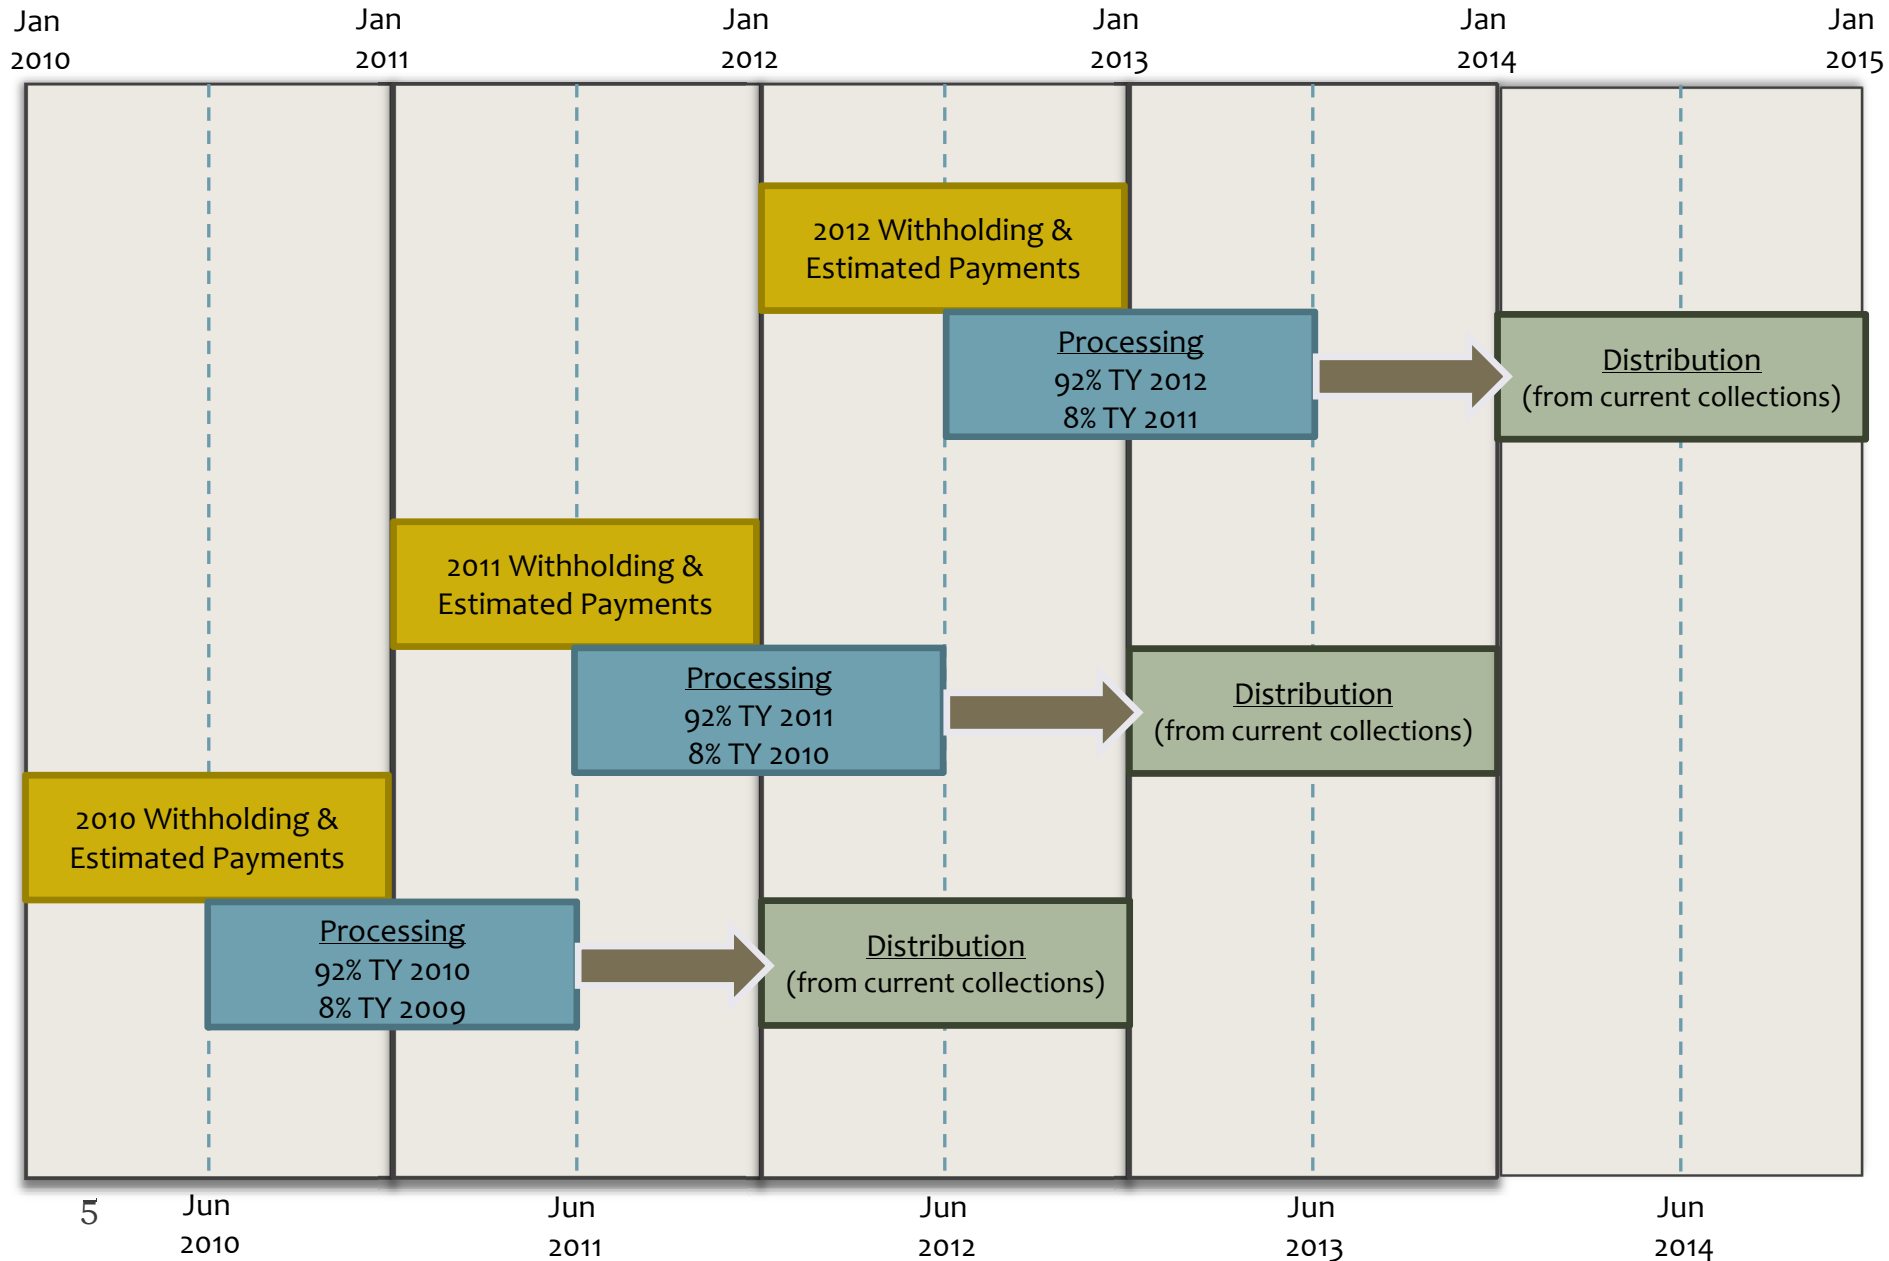 Jan
2010
Jan
2011
Jan
2012
Jan
2013
Jan
2014
Jan
2015
2012 Withholding &
Estimated Payments
Processing
92% TY 2012
8% TY 2011
Distribution
(from current collections)
2011 Withholding &
Estimated Payments
Processing
92% TY 2011
8% TY 2010
Distribution
(from current collections)
2010 Withholding &
Estimated Payments
Processing
92% TY 2010
8% TY 2009
Distribution
(from current collections)
5
Jun
2010
Jun
2011
Jun
2012
Jun
2013
Jun
2014